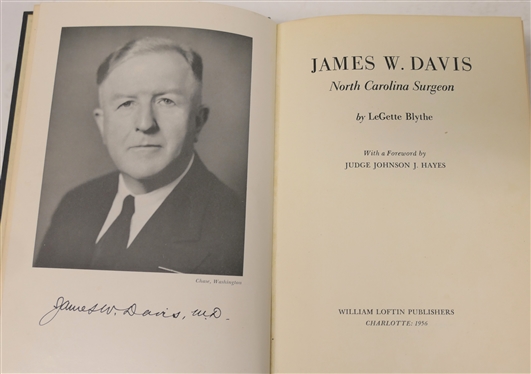 Chase, Washington
James W. Davis, M.D.
JAMES W. DAVIS
North Carolina Surgeon
by LeGette Blythe
With a Foreword by
JUDGE JOHNSON J. HAYES
WILLIAM LOFTIN PUBLISHERS
CHARLOTTE: 1956